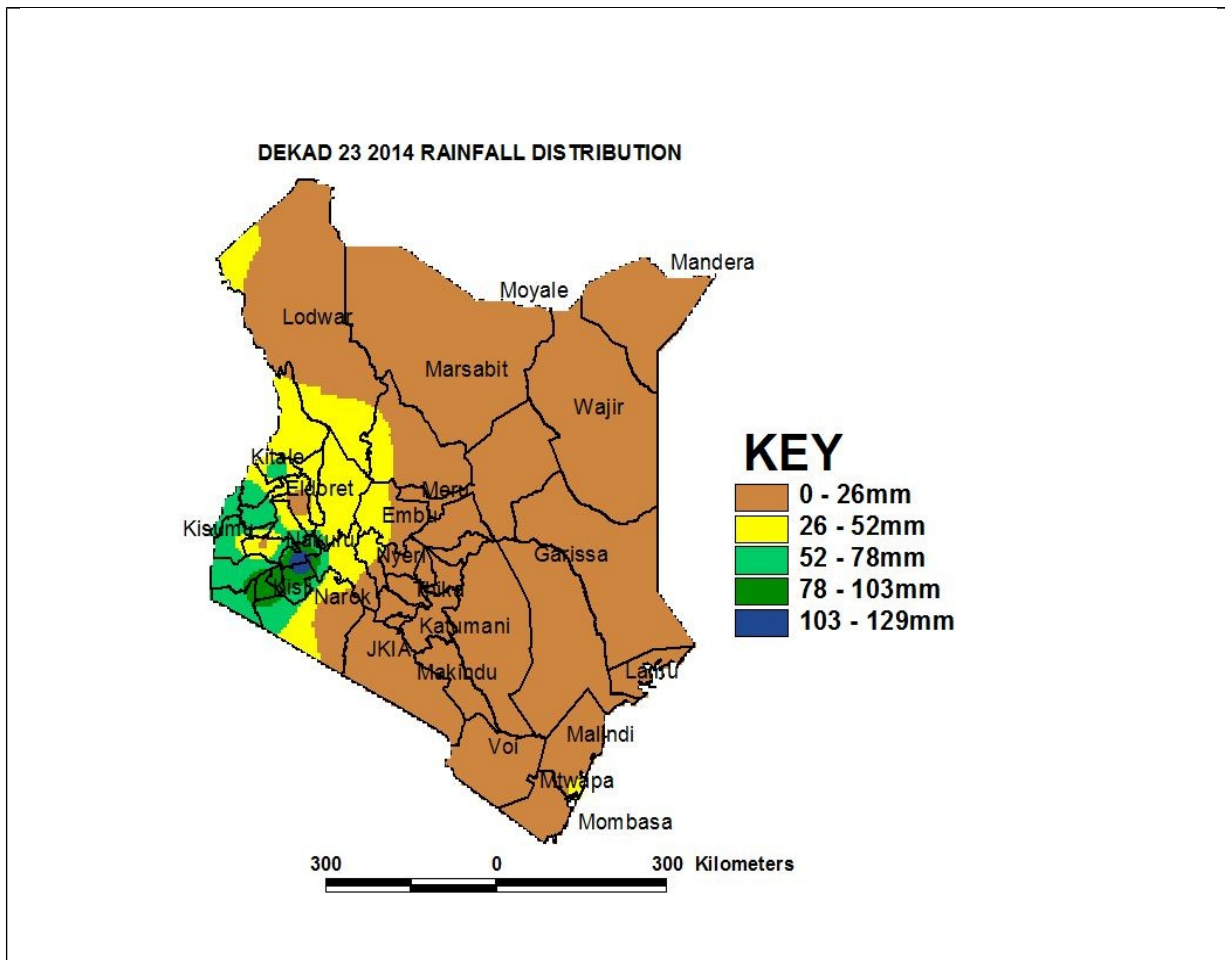 DEKAD 23 2014 RAINFALL DISTRIBUTION
Mandera
Moyale
Lodwar
Marsabit
Wajir
KEY
Kitale
Eldoret
Meru
0 - 26mm
Embu
26 - 52mm
Kisumu
Nakuru
Nyeri
Garissa
52 - 78mm
Kisii
Narok
Thika
78 - 103mm
Katumani
103 - 129mm
JKIA
Makindu
Lamu
Voi
Malindi
Mtwapa
Mombasa
300 0 300 Kilometers